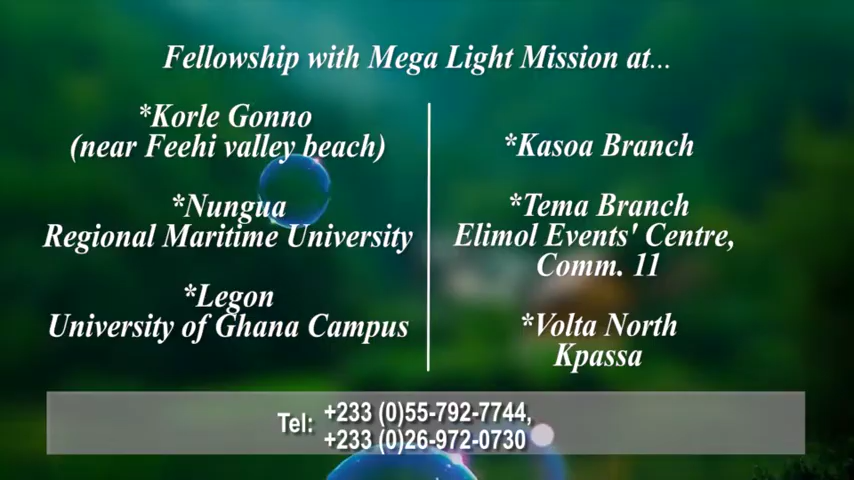 Fellowship with Mega Light Mission at...
*Korle Gonno
(near Feehi valley beach)
*Nungua
Regional Maritime University
*Legon
University of Ghana Campus
*Kasoa Branch
*Tema Branch
Elimol Events' Centre,
Comm. 11
*Volta North
Kpassa
Tel: +233 (0)55-792-7744,
+233 (0)26-972-0730